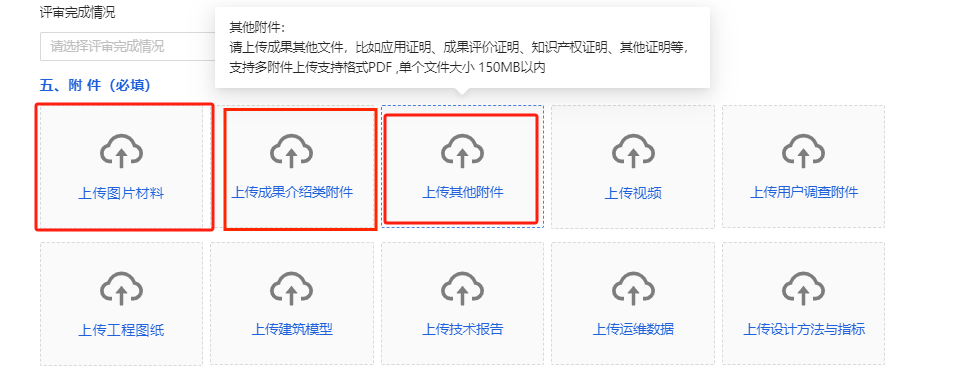 评审完成情况
请选择评审完成情况
其他附件：
请上传成果其他文件，比如应用证明、成果评价证明、知识产权证明、其他证明等，
支持多附件上传支持格式PDF ,单个文件大小 150MB以内
五、附 件（必填）
上传图片材料
上传成果介绍类附件
上传其他附件
上传视频
上传用户调查附件
上传工程图纸
上传建筑模型
上传技术报告
上传运维数据
上传设计方法与指标